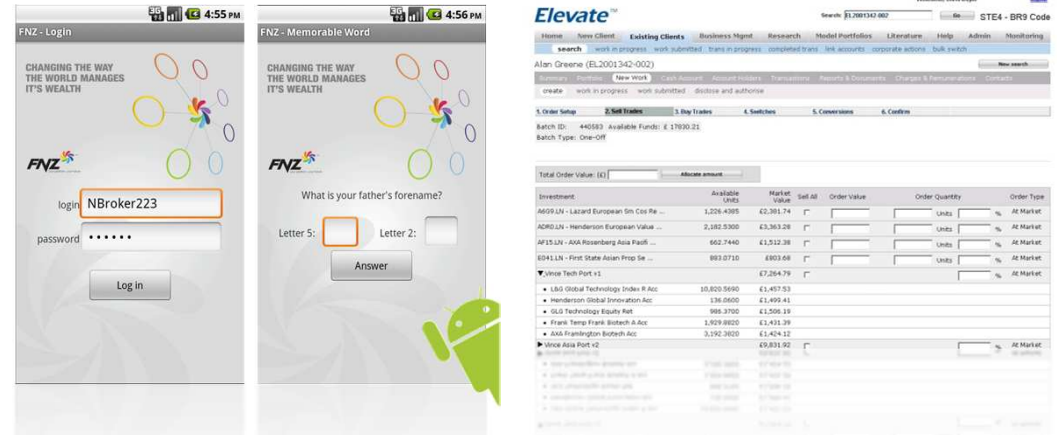 4:55 PM
FNZ - Login
CHANGING THE WAY
THE WORLD MANAGES
IT'S WEALTH
FNZ
login NBroker223
password ••••••
Log in
4:56 PM
FNZ - Memorable Word
CHANGING THE WAY
THE WORLD MANAGES
IT'S WEALTH
FNZ
What is your father's forename?
Letter 5: Letter 2:
Answer
Elevate™
Search: EL2001342-002 Go STE4 - BR9 Code
Home New Client Existing Clients Business Mgnt Research Model Portfolios Literature Help Admin Monitoring
search work in progress work submitted trans in progress completed trans link accounts corporate actions bulk switch
Alan Greene (EL2001342-002) New search
Summary Portfolio New Work Cash Account Account Holders Transactions Reports & Documents Charges & Remunerations Contacts
create work in progress work submitted disclose and authorise
1. Order Setup 2. Sell Trades 3. Buy Trades 4. Switches 5. Conversions 6. Confirm
Batch ID: 440583 Available Funds: £ 17830.21
Batch Type: One-Off
Total Order Value: (£) Allocate amount
Investment Available Units Market Value Sell All Order Value Order Quantity Order Type
A6G9.LN - Lazard European Sm Cos Re ... 1,226.4385 £2,381.74 Units % At Market
ADR0.LN - Henderson European Value ... 2,182.5300 £3,363.28 Units % At Market
AF15.LN - AXA Rosenberg Asia Pacifi ... 662.7440 £1,512.38 Units % At Market
E041.LN - First State Asian Prop Se ... 883.0710 £803.68 Units % At Market
Vince Tech Port v1 £7,264.79 % At Market
• L&G Global Technology Index R Acc 10,820.5690 £1,457.53
• Henderson Global Innovation Acc 136.0600 £1,499.41
• GLG Technology Equity Ret 986.3700 £1,506.19
• Frank Temp Frank Biotech A Acc 1,929.8820 £1,431.39
• AXA Framlington Biotech Acc 3,192.3820 £1,424.12
Vince Asia Port v2 £9,831.92 % At Market